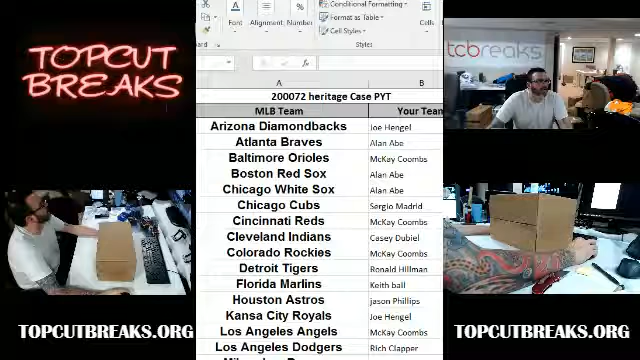 TOPCUT
BREAKS
Font
Alignment
Number
Conditional Formatting
Format as Table
Cell Styles
Cells
Styles
A
B
200072 heritage Case PYT
MLB Team
Your Team
Arizona Diamondbacks Joe Hengel
Atlanta Braves Alan Abe
Baltimore Orioles McKay Coombs
Boston Red Sox Alan Abe
Chicago White Sox Alan Abe
Chicago Cubs Sergio Madrid
Cincinnati Reds McKay Coombs
Cleveland Indians Casey Dubiel
Colorado Rockies McKay Coombs
Detroit Tigers Ronald Hillman
Florida Marlins Keith ball
Houston Astros jason Phillips
Kansa City Royals Joe Hengel
Los Angeles Angels McKay Coombs
Los Angeles Dodgers Rich Clapper
tcbreaks
TOPCUTBREAKS.ORG
TOPCUTBREAKS.ORG